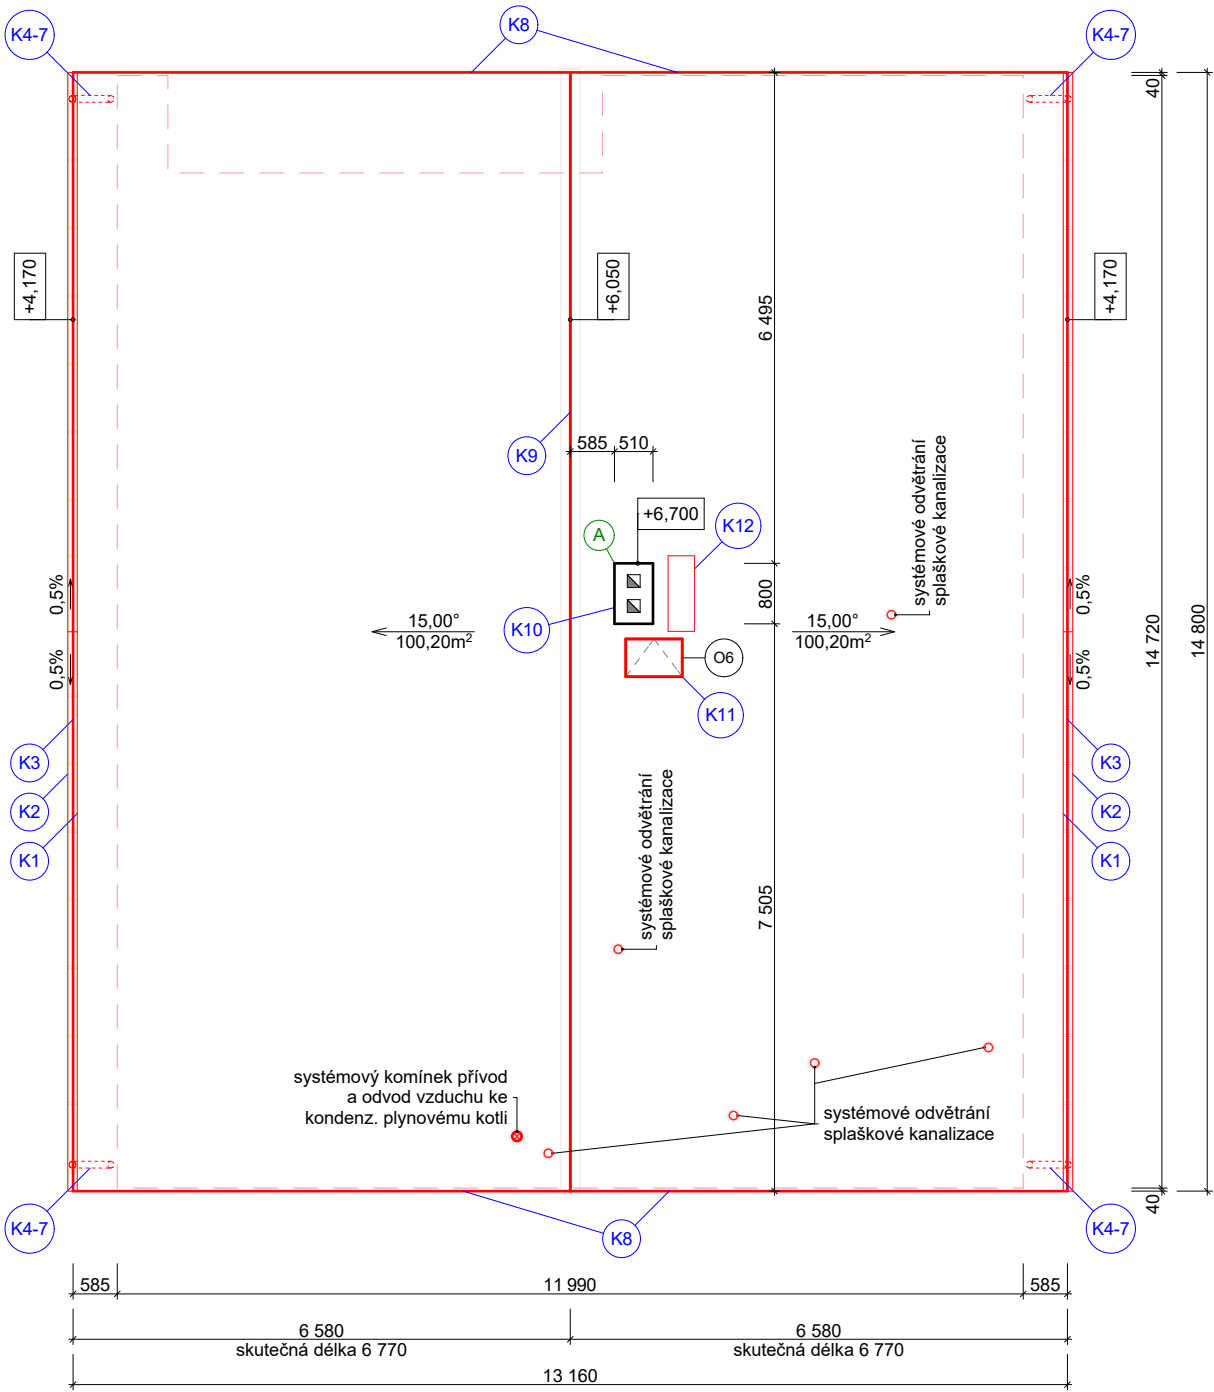 K4-7
K8
K4-7
40
+4,170
+6,050
+4,170
6 495
585
510
K9
systémové odvětrání
splaškové kanalizace
+6,700
K12
A
0,5%
0,5%
800
K10
15,00°
100,20m²
15,00°
100,20m²
14 720
14 800
O6
0,5%
0,5%
K11
K3
K3
K2
K2
K1
K1
systémové odvětrání
splaškové kanalizace
7 505
systémový komínek přívod
a odvod vzduchu ke
kondenz. plynovému kotli
systémové odvětrání
splaškové kanalizace
K4-7
K8
K4-7
40
585
11 990
585
6 580
skutečná délka 6 770
6 580
skutečná délka 6 770
13 160